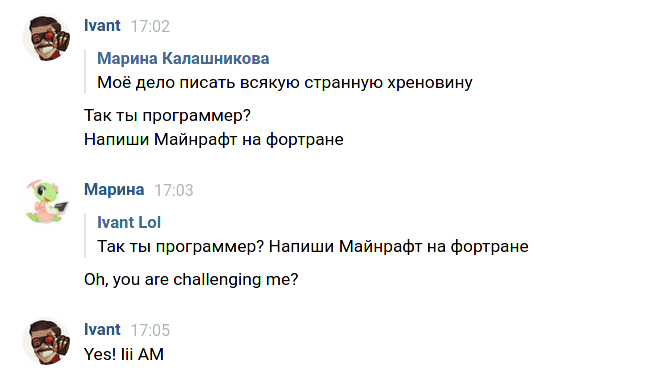 Ivant 17:02
Марина Калашникова
Моё дело писать всякую странную хреновину
Так ты программер?
Напиши Майнрафт на фортране
Марина 17:03
Ivant Lol
Так ты программер? Напиши Майнрафт на фортране
Oh, you are challenging me?
Ivant 17:05
Yes! Iii AM